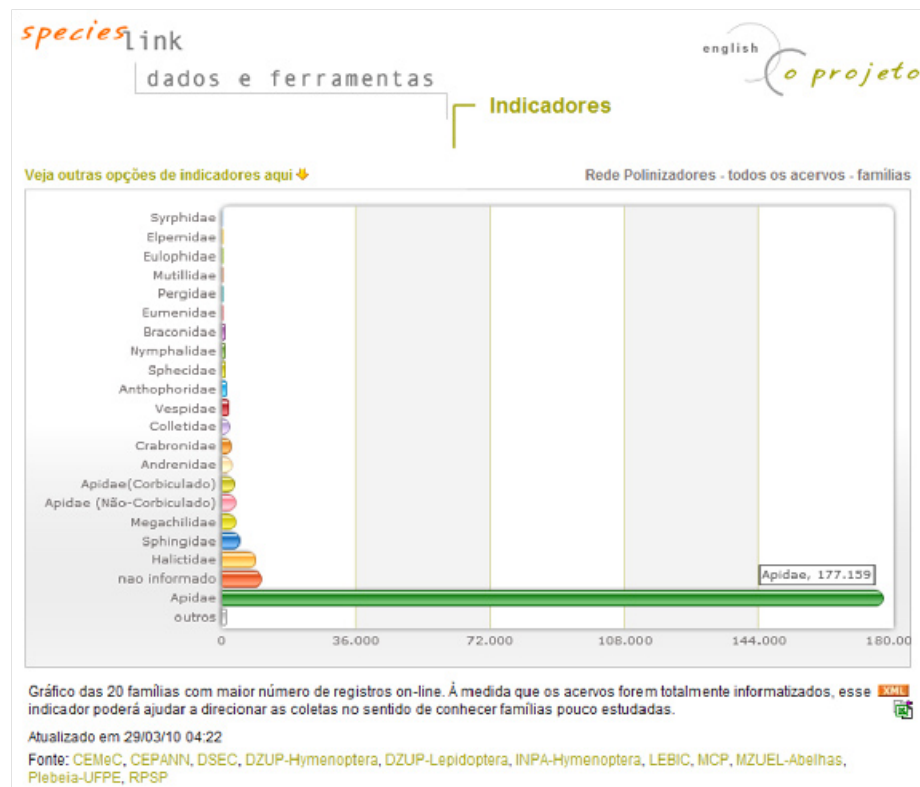 species link
english
o projeto
dados e ferramentas
Indicadores
Veja outras opções de indicadores aqui
Rede Polinizadores - todos os acervos - famílias
Syrphidae
Elpernidae
Eulophidae
Mutillidae
Pergidae
Eumenidae
Braconidae
Nymphalidae
Sphecidae
Anthophoridae
Vespidae
Colletidae
Crabronidae
Andrenidae
Apidae(Corbiculado)
Apidae (Não-Corbiculado)
Megachilidae
Sphingidae
Halictidae
nao informado
Apidae, 177.159
Apidae
outros
0 36.000 72.000 108.000 144.000 180.00
Gráfico das 20 famílias com maior número de registros on-line. À medida que os acervos forem totalmente informatizados, esse
XML
indicador poderá ajudar a direcionar as coletas no sentido de conhecer famílias pouco estudadas.
Atualizado em 29/03/10 04:22
Fonte: CEMeC, CEPANN, DSEC, DZUP-Hymenoptera, DZUP-Lepidoptera, INPA-Hymenoptera, LEBIC, MCP, MZUEL-Abelhas,
Plebeia-UFPE, RPSP